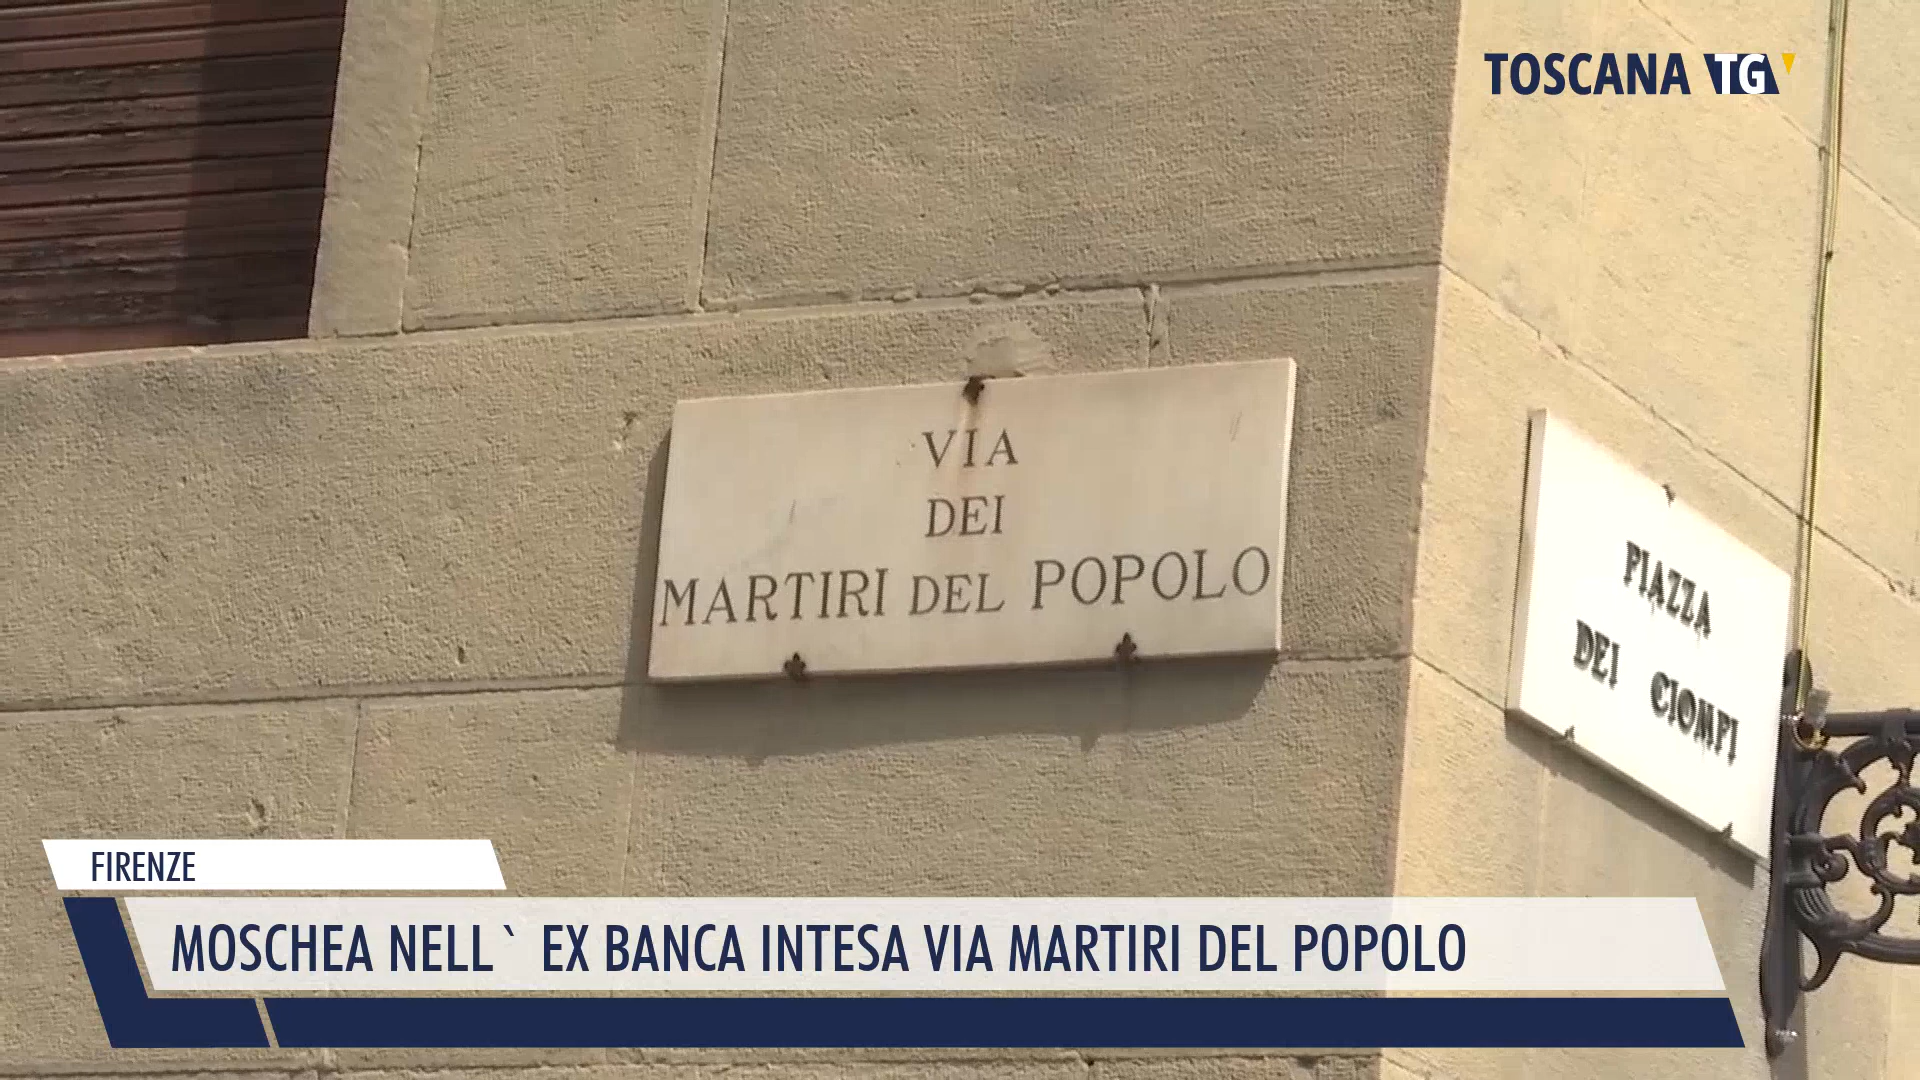 TOSCANA TG
VIA
DEI
MARTIRI DEL POPOLO
PIAZZA
DEI CIOMPI
FIRENZE
MOSCHEA NELL` EX BANCA INTESA VIA MARTIRI DEL POPOLO